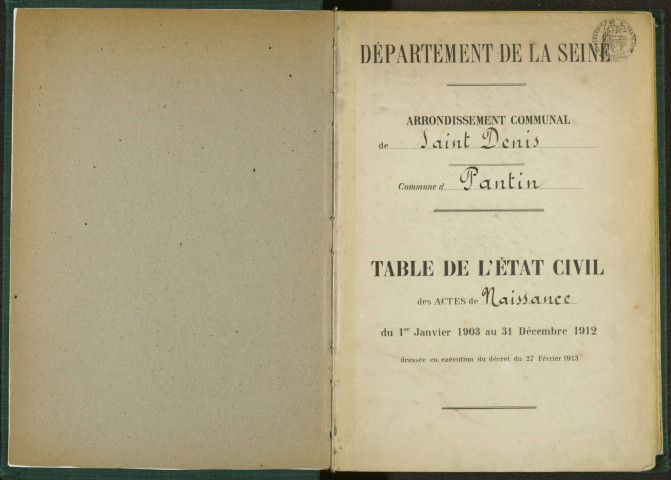 DÉPARTEMENT DE LA SEINE
ARRONDISSEMENT COMMUNAL
de Saint Denis
Commune d Pantin
TABLE DE L'ÉTAT CIVIL
des ACTES de Naissance
du 1er Janvier 1903 au 31 Décembre 1912
dressée en exécution du décret du 27 Février 1913